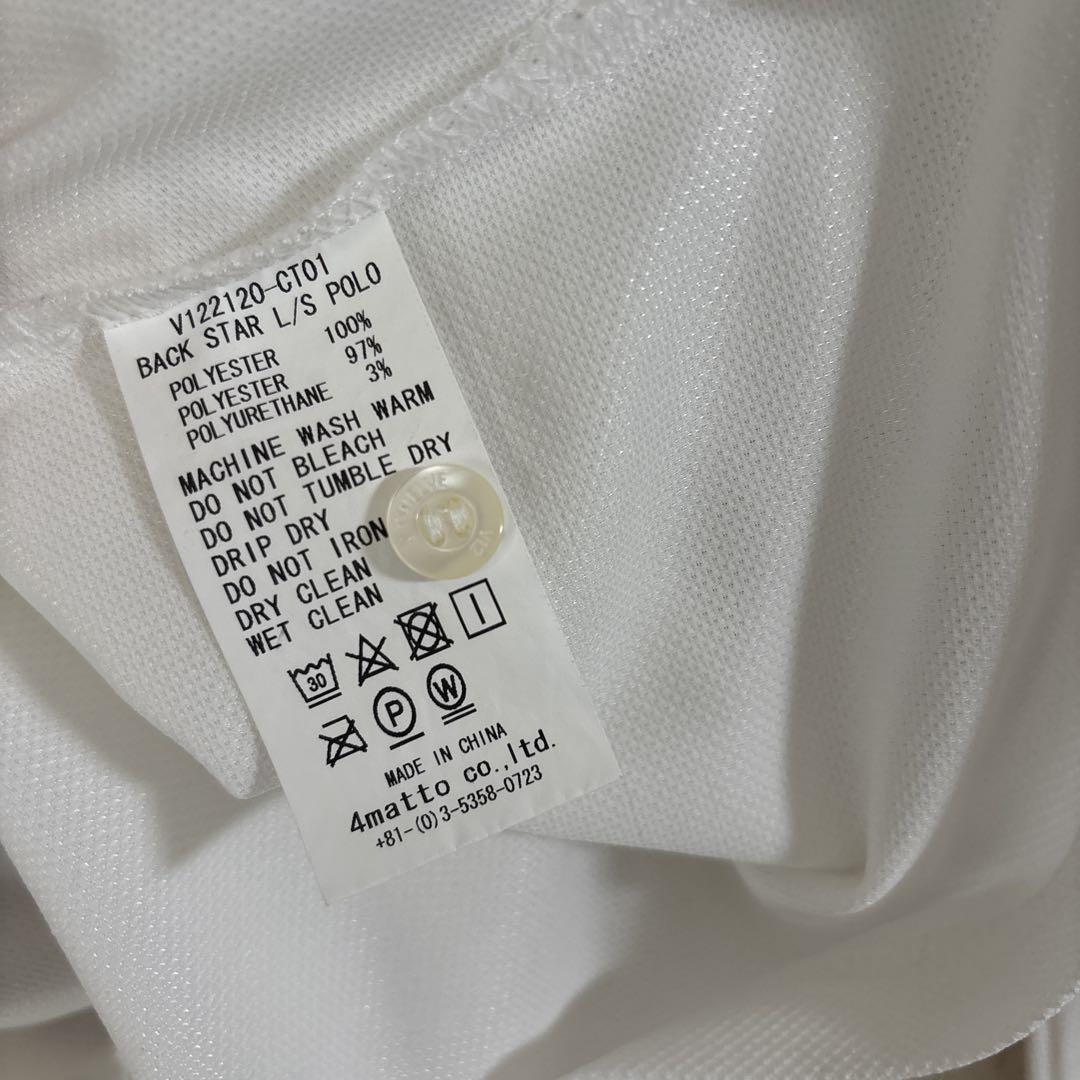 V122120-CT01
BACK STAR L/S POLO
POLYESTER 100%
POLYESTER 97%
POLYURETHANE 3%
MACHINE WASH WARM
DO NOT BLEACH
DO NOT TUMBLE DRY
DRIP DRY
DO NOT IRON
DRY CLEAN
WET CLEAN
30
P W
MADE IN CHINA
4matto co.,ltd.
+81-(0)3-5358-0723